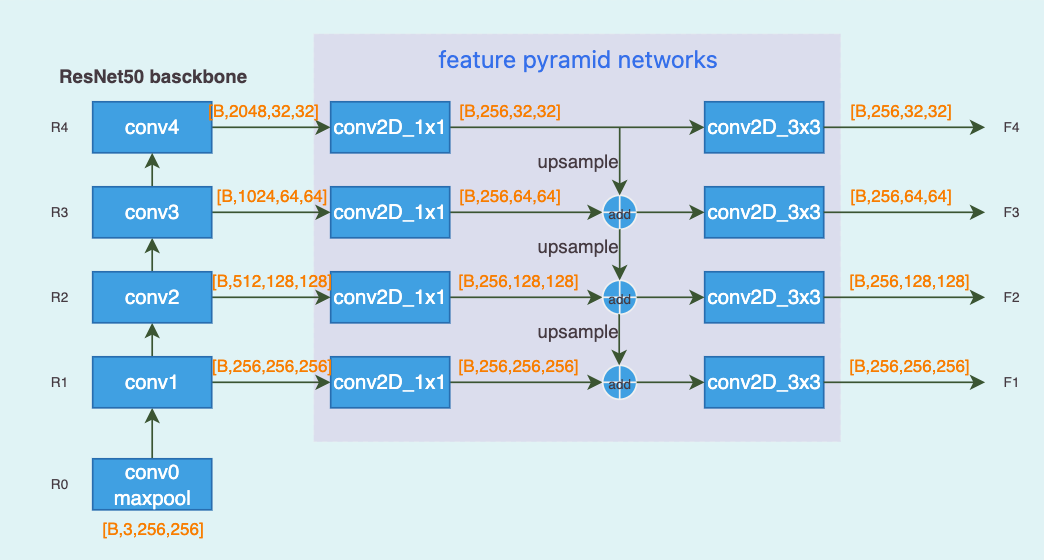 feature pyramid networks
ResNet50 basckbone
R4
conv4
[B,2048,32,32]
conv2D_1x1
[B,256,32,32]
conv2D_3x3
[B,256,32,32]
F4
upsample
R3
conv3
[B,1024,64,64]
conv2D_1x1
[B,256,64,64]
add
conv2D_3x3
[B,256,64,64]
F3
upsample
R2
conv2
[B,512,128,128]
conv2D_1x1
[B,256,128,128]
add
conv2D_3x3
[B,256,128,128]
F2
upsample
R1
conv1
[B,256,256,256]
conv2D_1x1
[B,256,256,256]
add
conv2D_3x3
[B,256,256,256]
F1
R0
conv0
maxpool
[B,3,256,256]